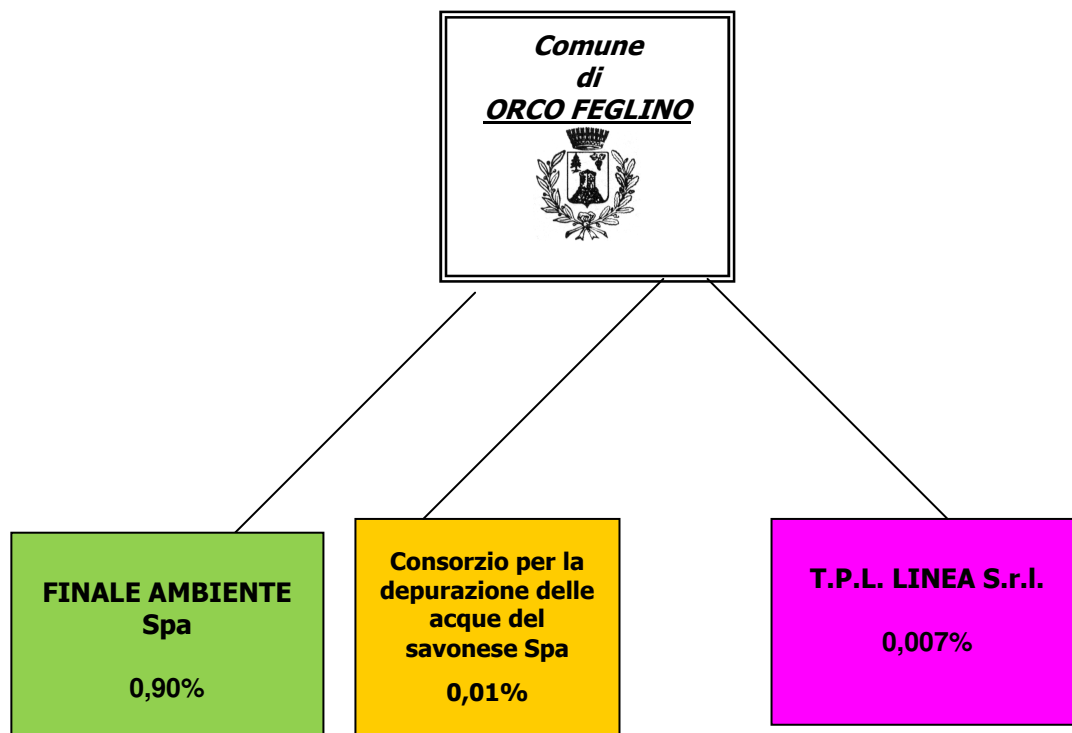 Comune
di
ORCO FEGLINO
FINALE AMBIENTE
Spa
0,90%
Consorzio per la
depurazione delle
acque del
savonese Spa
0,01%
T.P.L. LINEA S.r.l.
0,007%